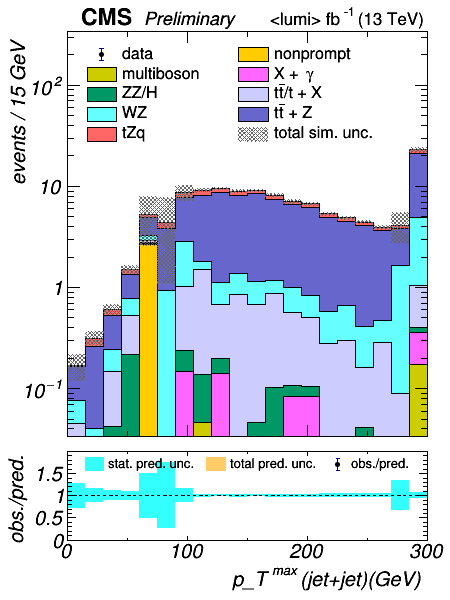 CMS Preliminary <lumi> fb⁻¹ (13 TeV)
events / 15 GeV
data
nonprompt
multiboson
X + γ
ZZ/H
tt̄/t + X
WZ
tt̄ + Z
tZq
total sim. unc.
10²
10
1
10⁻¹
stat. pred. unc. total pred. unc. obs./pred.
obs./pred.
1.5
1
0.5
0
0 100 200 300
p_T^max (jet+jet)(GeV)